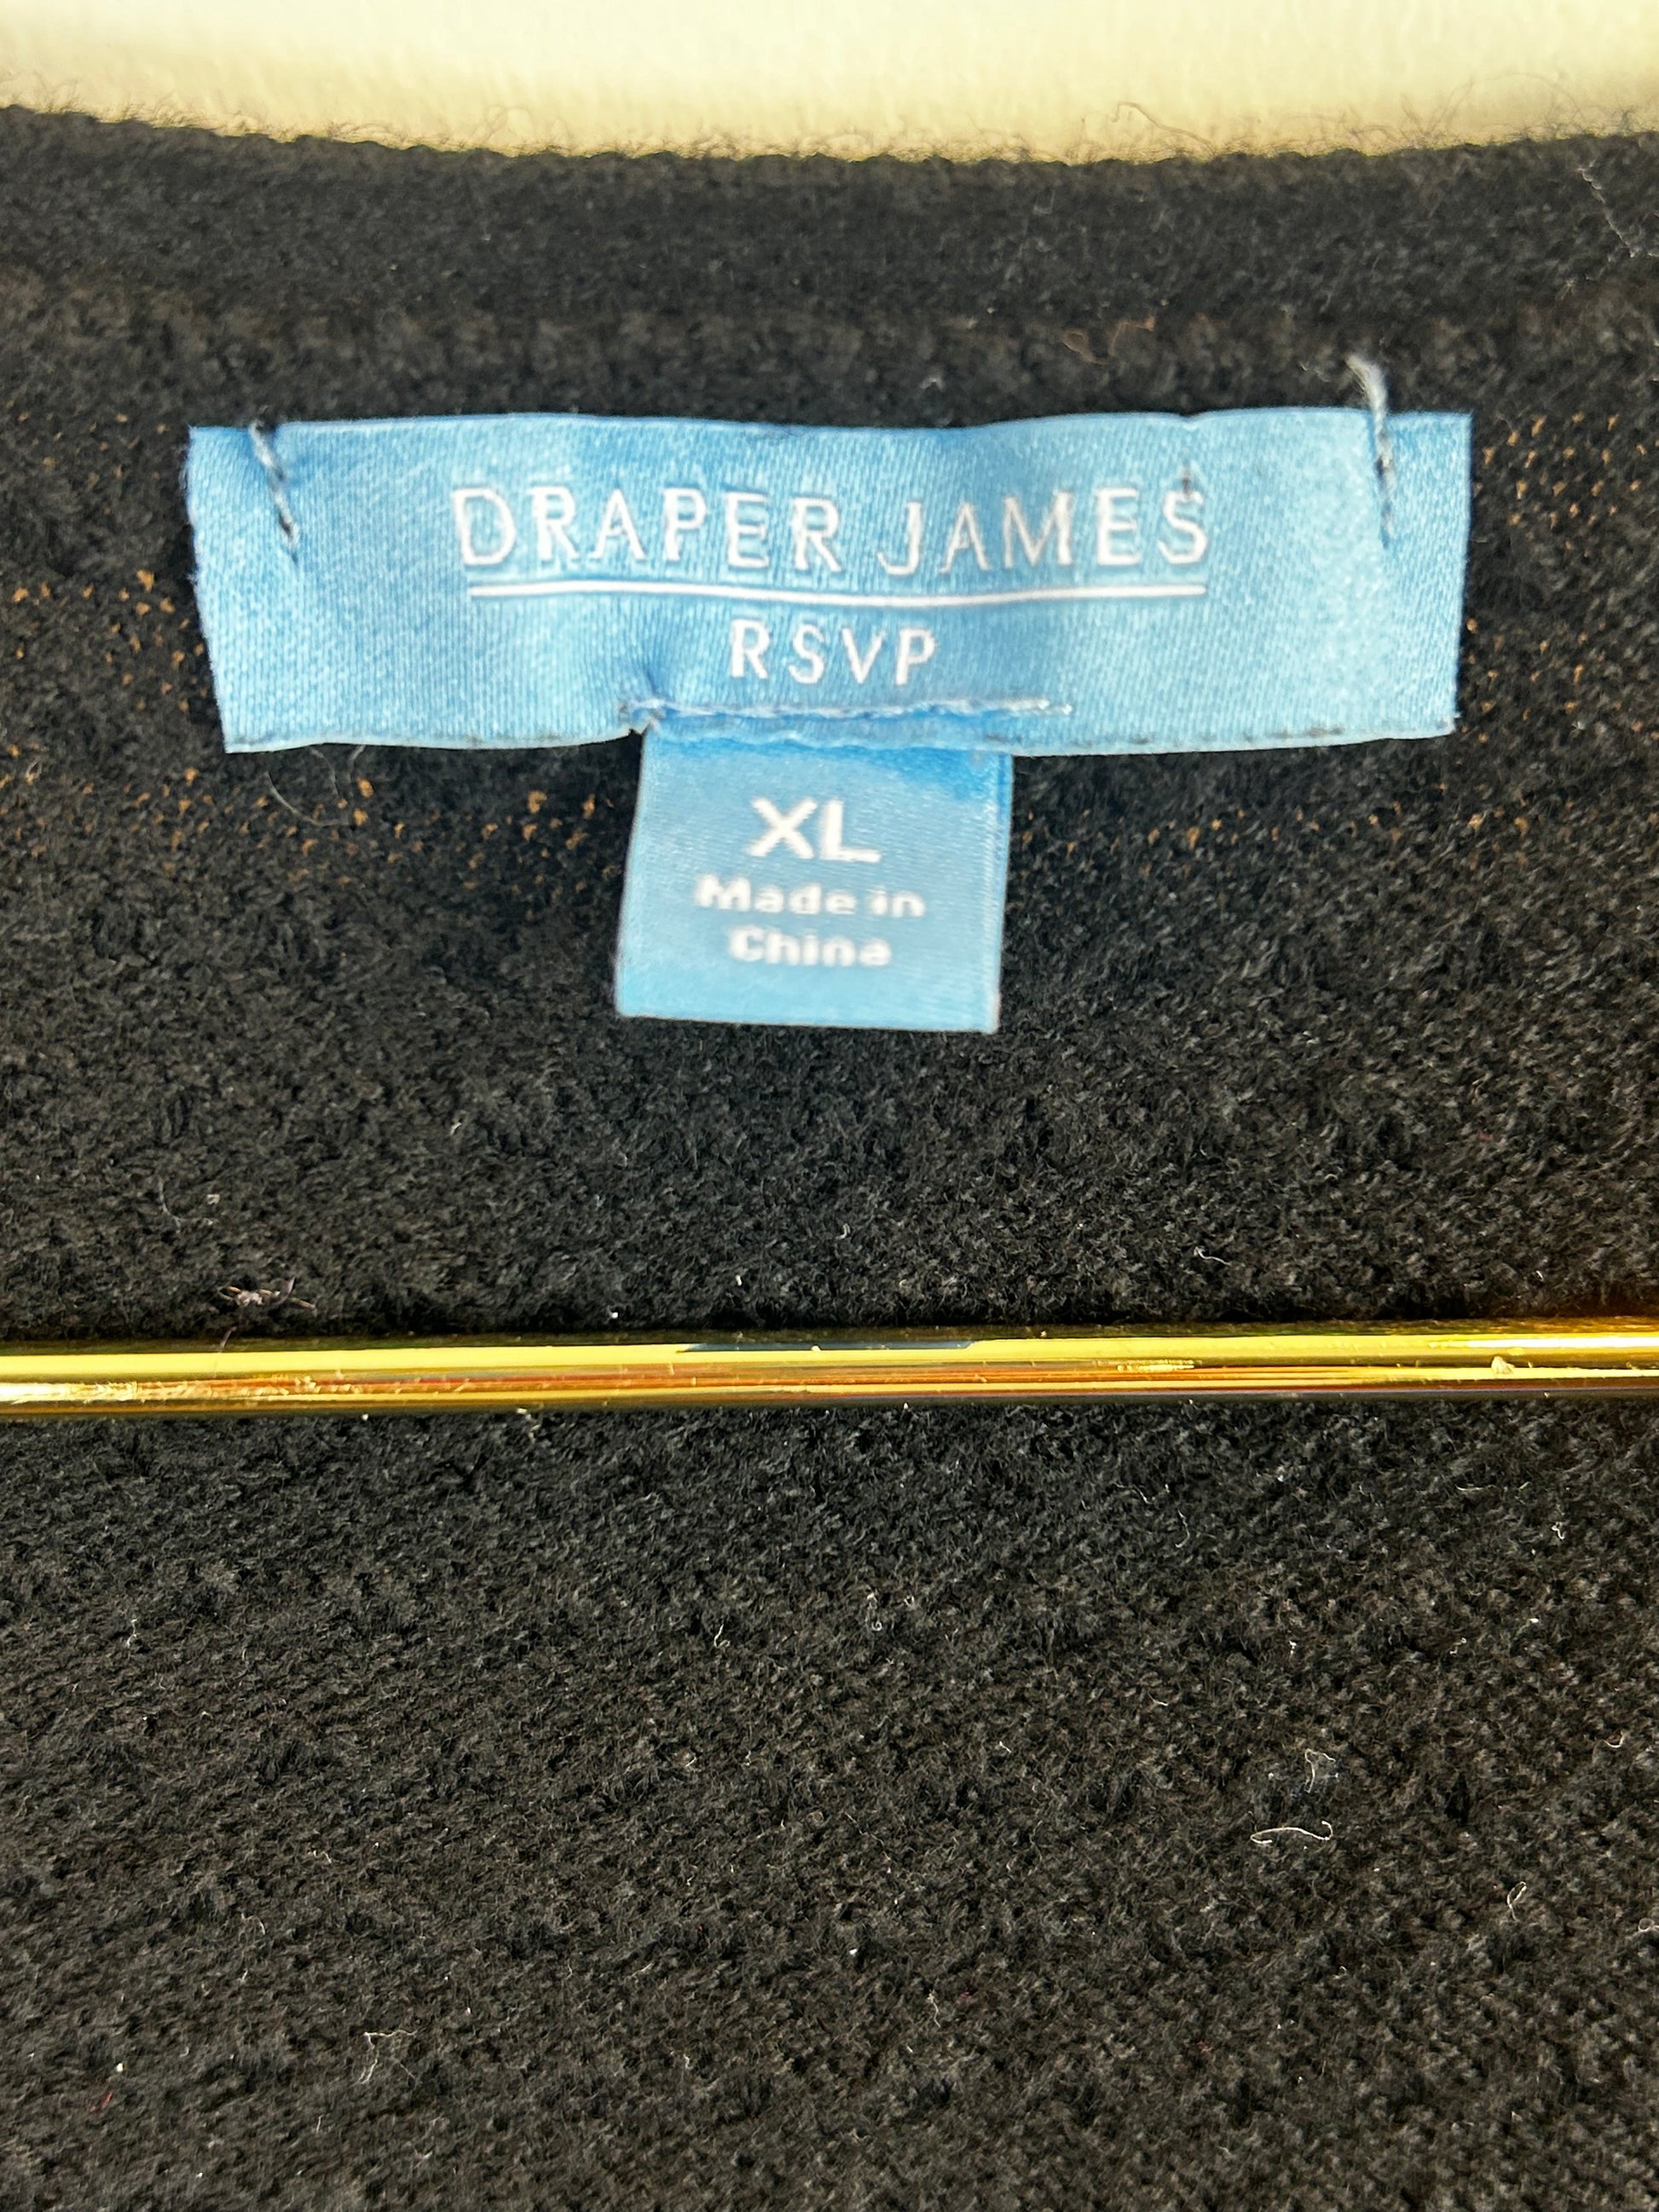 DRAPER JAMES
RSVP
XL
Made in
China